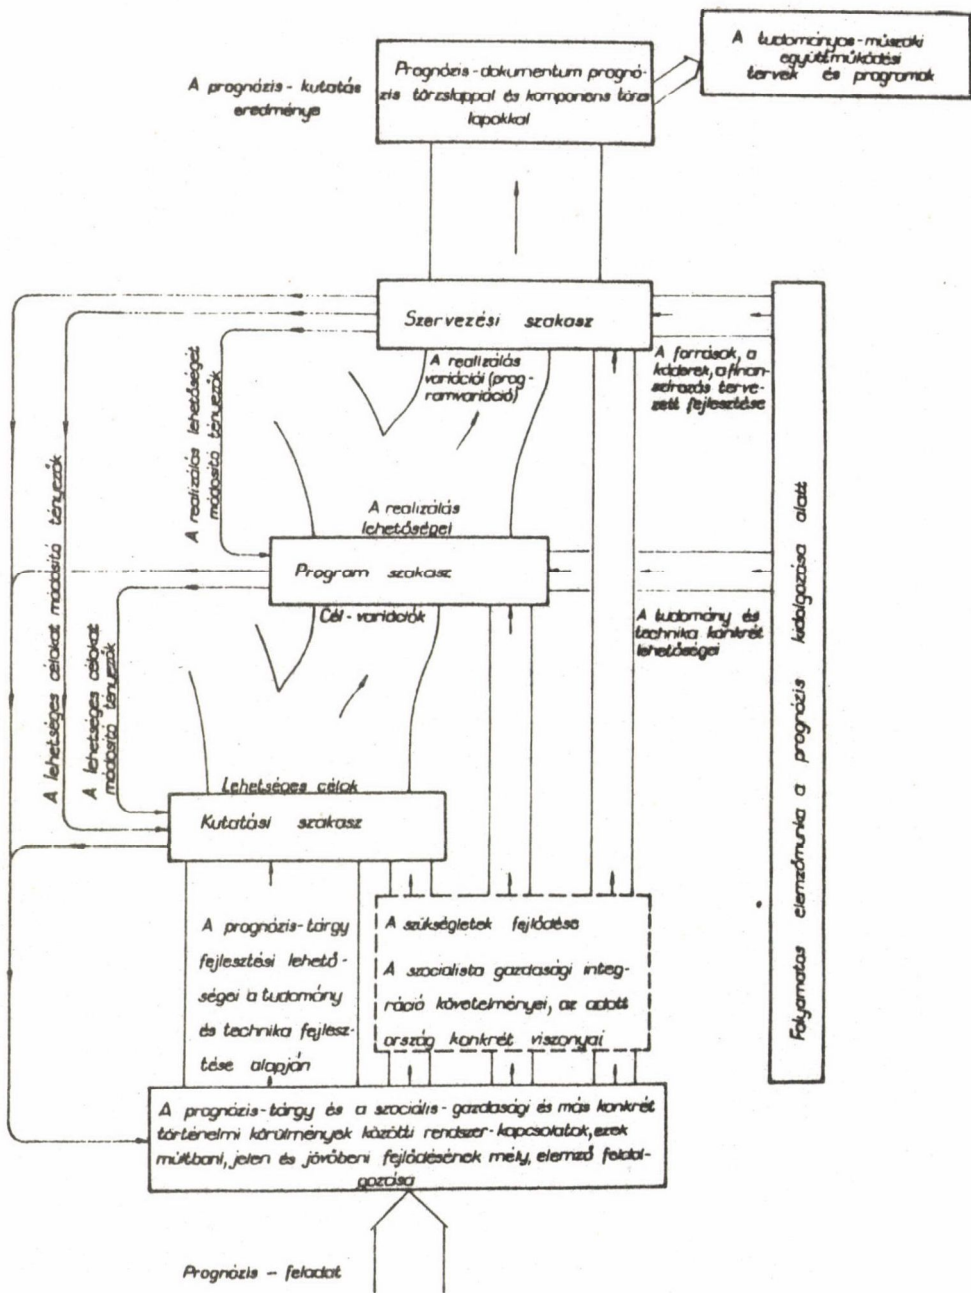 A tudományos-műszaki
együttműködési
tervek és programok
A prognózis-kutatás
eredménye
Prognózis-dokumentum prognó-
zis törzslappal és komponens törzs
lapokkal
Szervezési szakasz
A realizálás
variációi (prog-
ramvariáció)
A források, a
káderek, a finan-
szírozás terve-
zett fejlesztése
A realizálás lehetőségét
módosító tényezők
A realizálás
lehetőségei
Program szakasz
Cél-variációk
A tudomány és
technika konkrét
lehetőségei
A lehetséges célokat módosító tényezők
A lehetséges célokat
módosító tényezők
Folyamatos elemzőmunka a prognózis kidolgozása alatt
Lehetséges célok
Kutatási szakasz
A prognózis-tárgy
fejlesztési lehető-
ségei a tudomány
és technika fejlesz-
tése alapján
A szükségletek fejlődése
A szocialista gazdasági integ-
ráció követelményei, az adott
ország konkrét viszonyai
A prognózis-tárgy és a szociális-gazdasági és más konkrét
történelmi körülmények közötti rendszer-kapcsolatok, ezek
múltbani, jelen és jövőbeni fejlődésének mély, elemző feldol-
gozása
Prognózis - feladat